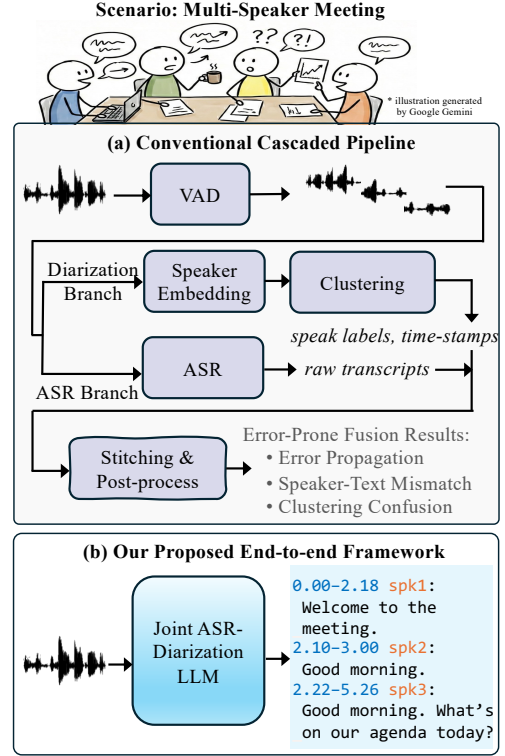 Scenario: Multi-Speaker Meeting
?? ?!
* illustration generated
by Google Gemini
(a) Conventional Cascaded Pipeline
VAD
Diarization
Branch
Speaker
Embedding
Clustering
speak labels, time-stamps
ASR Branch
ASR
raw transcripts
Stitching &
Post-process
Error-Prone Fusion Results:
• Error Propagation
• Speaker-Text Mismatch
• Clustering Confusion
(b) Our Proposed End-to-end Framework
Joint ASR-
Diarization
LLM
0.00–2.18 spk1:
Welcome to the
meeting.
2.10–3.00 spk2:
Good morning.
2.22–5.26 spk3:
Good morning. What's
on our agenda today?